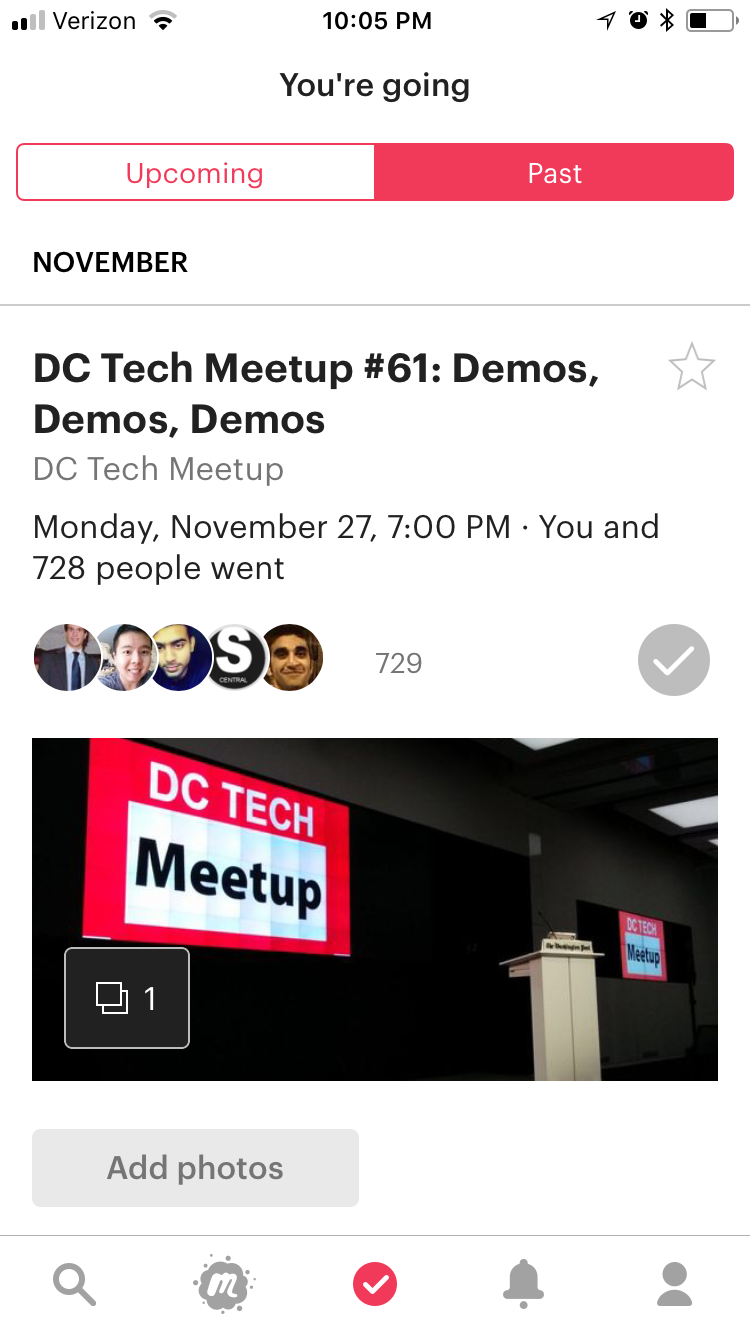 Verizon 10:05 PM
You're going
Upcoming Past
NOVEMBER
DC Tech Meetup #61: Demos,
Demos, Demos
DC Tech Meetup
Monday, November 27, 7:00 PM · You and
728 people went
S
CENTRAL
729
DC TECH
Meetup
The Washington Post
DC TECH
Meetup
1
Add photos
m